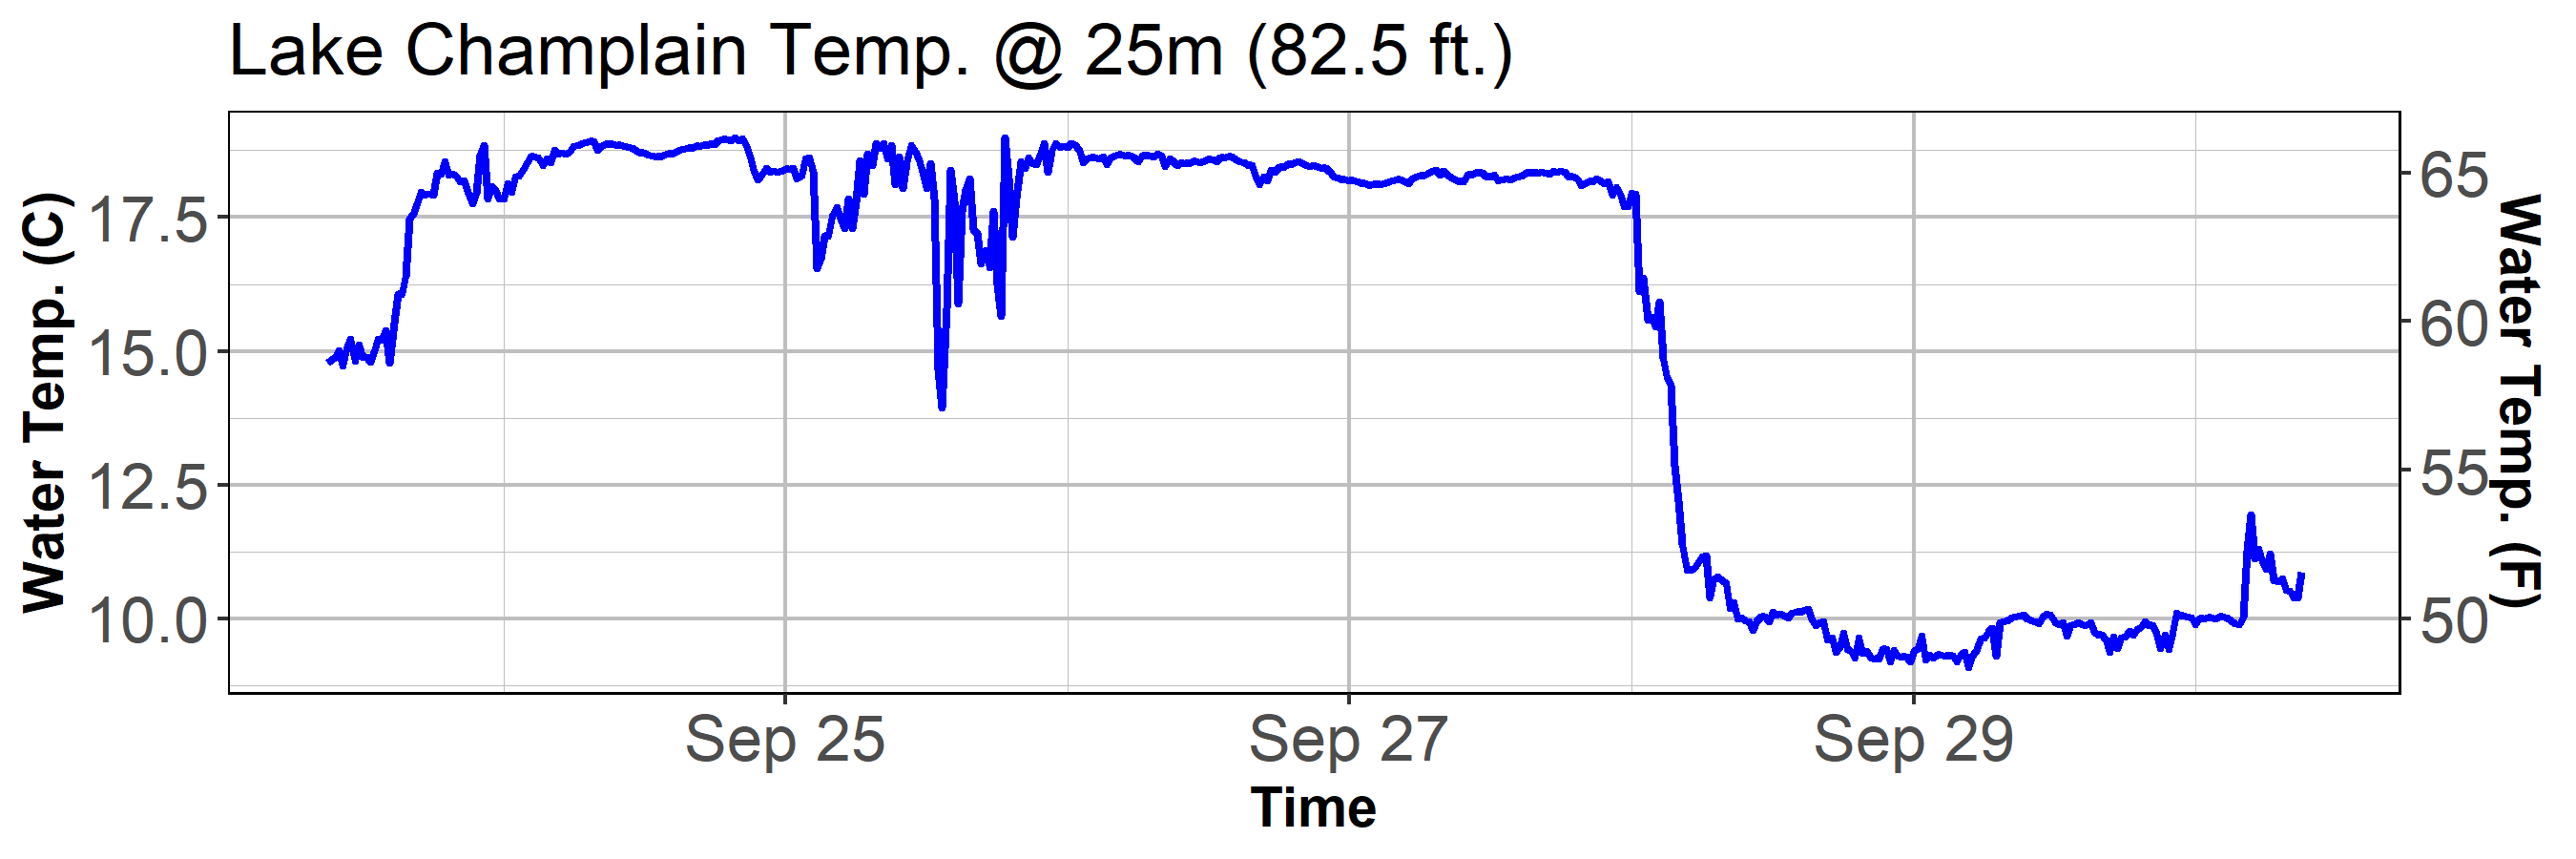 Lake Champlain Temp. @ 25m (82.5 ft.)
Water Temp. (C)
17.5
15.0
12.5
10.0
65
60
55
50
Water Temp. (F)
Sep 25
Sep 27
Sep 29
Time